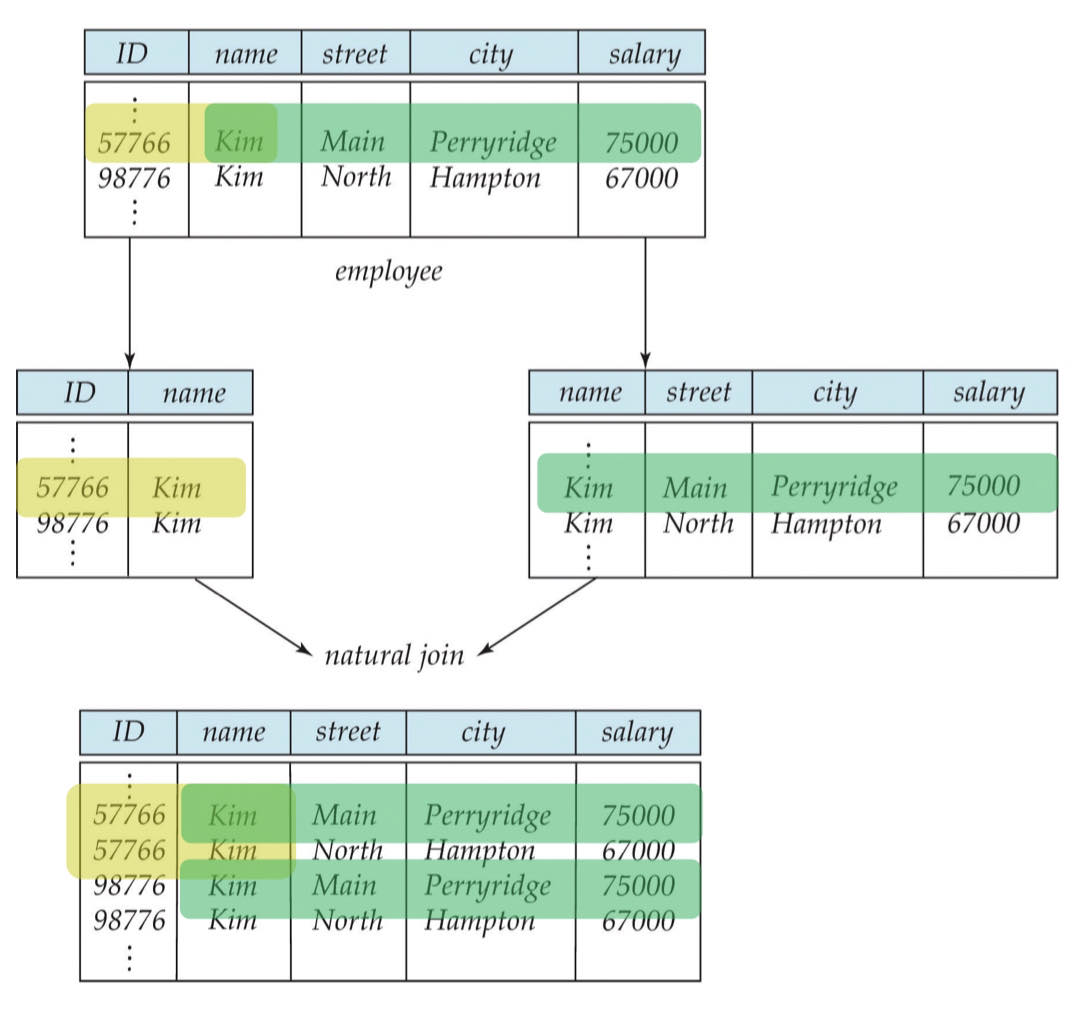 ID name street city salary
⋮
57766 Kim Main Perryridge 75000
98776 Kim North Hampton 67000
⋮
employee
ID name
⋮
57766 Kim
98776 Kim
⋮
name street city salary
⋮
Kim Main Perryridge 75000
Kim North Hampton 67000
⋮
natural join
ID name street city salary
⋮
57766 Kim Main Perryridge 75000
57766 Kim North Hampton 67000
98776 Kim Main Perryridge 75000
98776 Kim North Hampton 67000
⋮